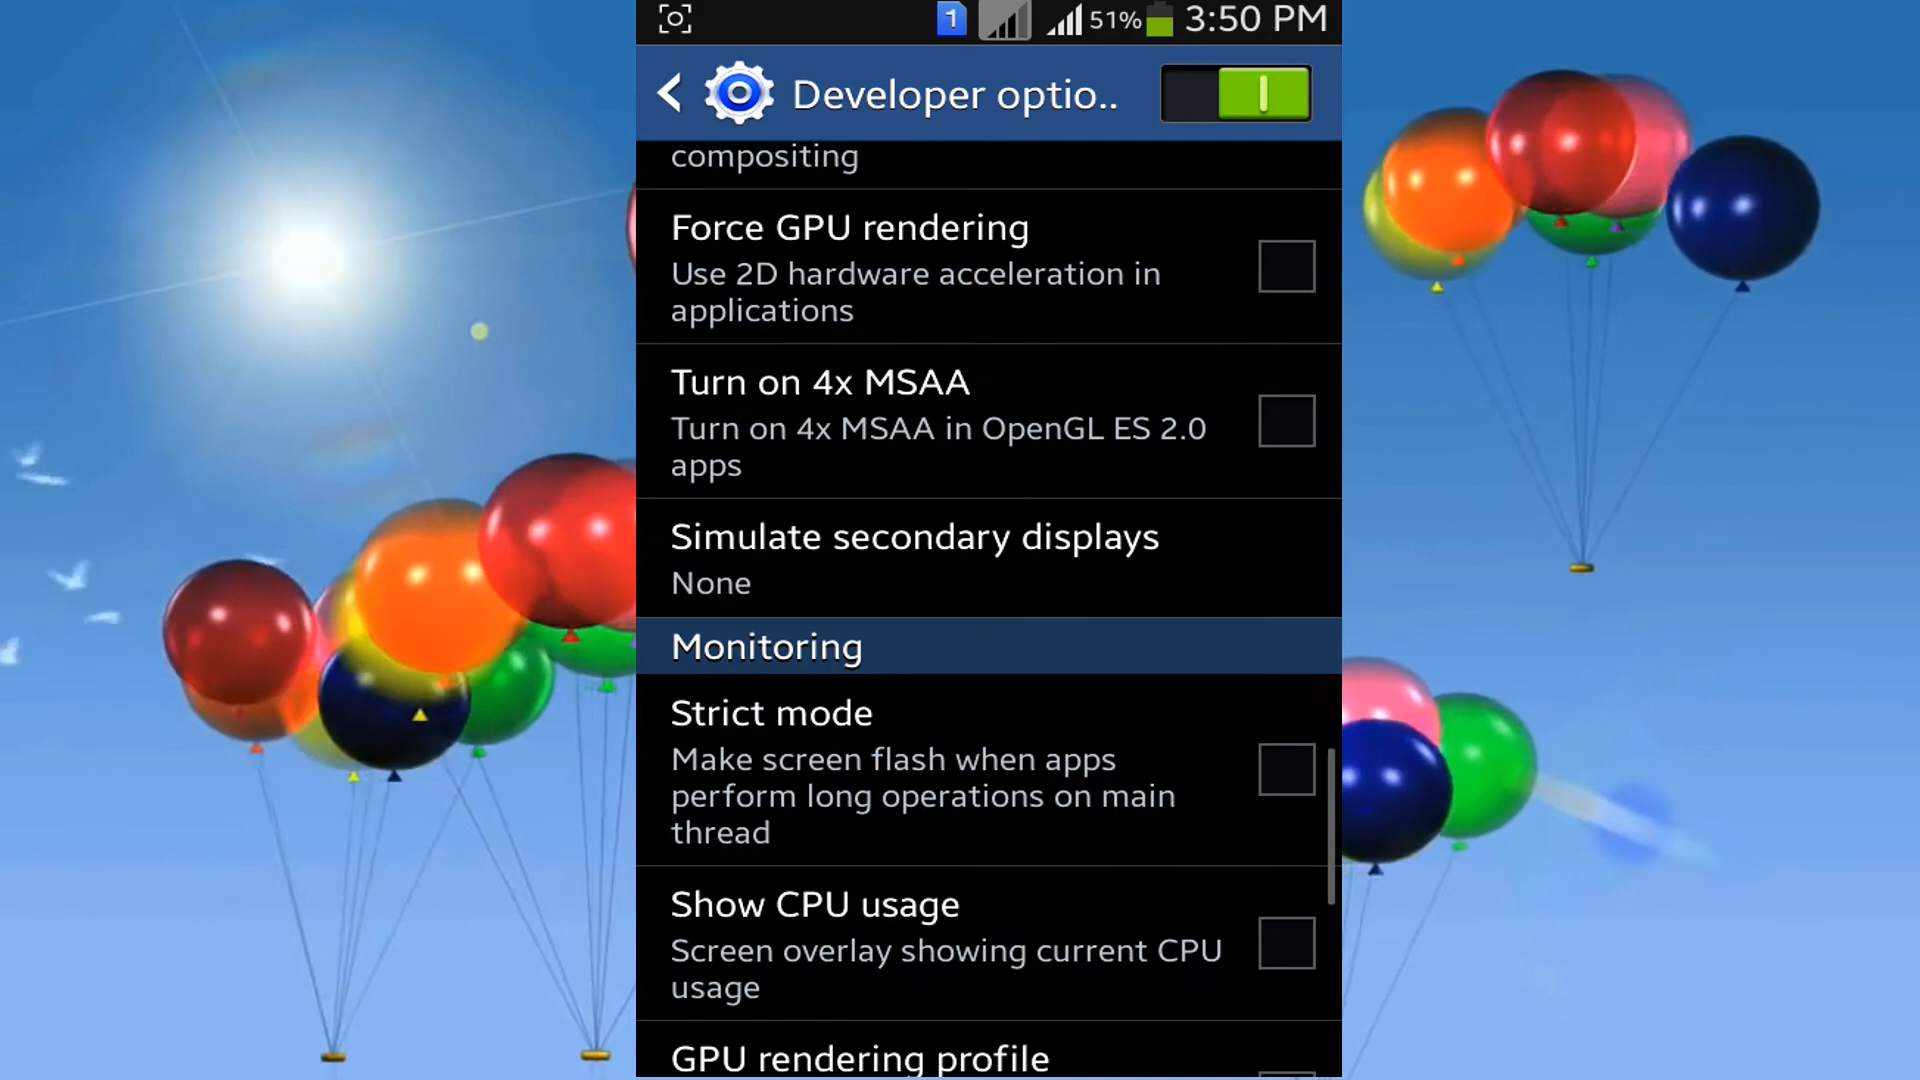 1 51% 3:50 PM
Developer optio..
compositing
Force GPU rendering
Use 2D hardware acceleration in
applications
Turn on 4x MSAA
Turn on 4x MSAA in OpenGL ES 2.0
apps
Simulate secondary displays
None
Monitoring
Strict mode
Make screen flash when apps
perform long operations on main
thread
Show CPU usage
Screen overlay showing current CPU
usage
GPU rendering profile